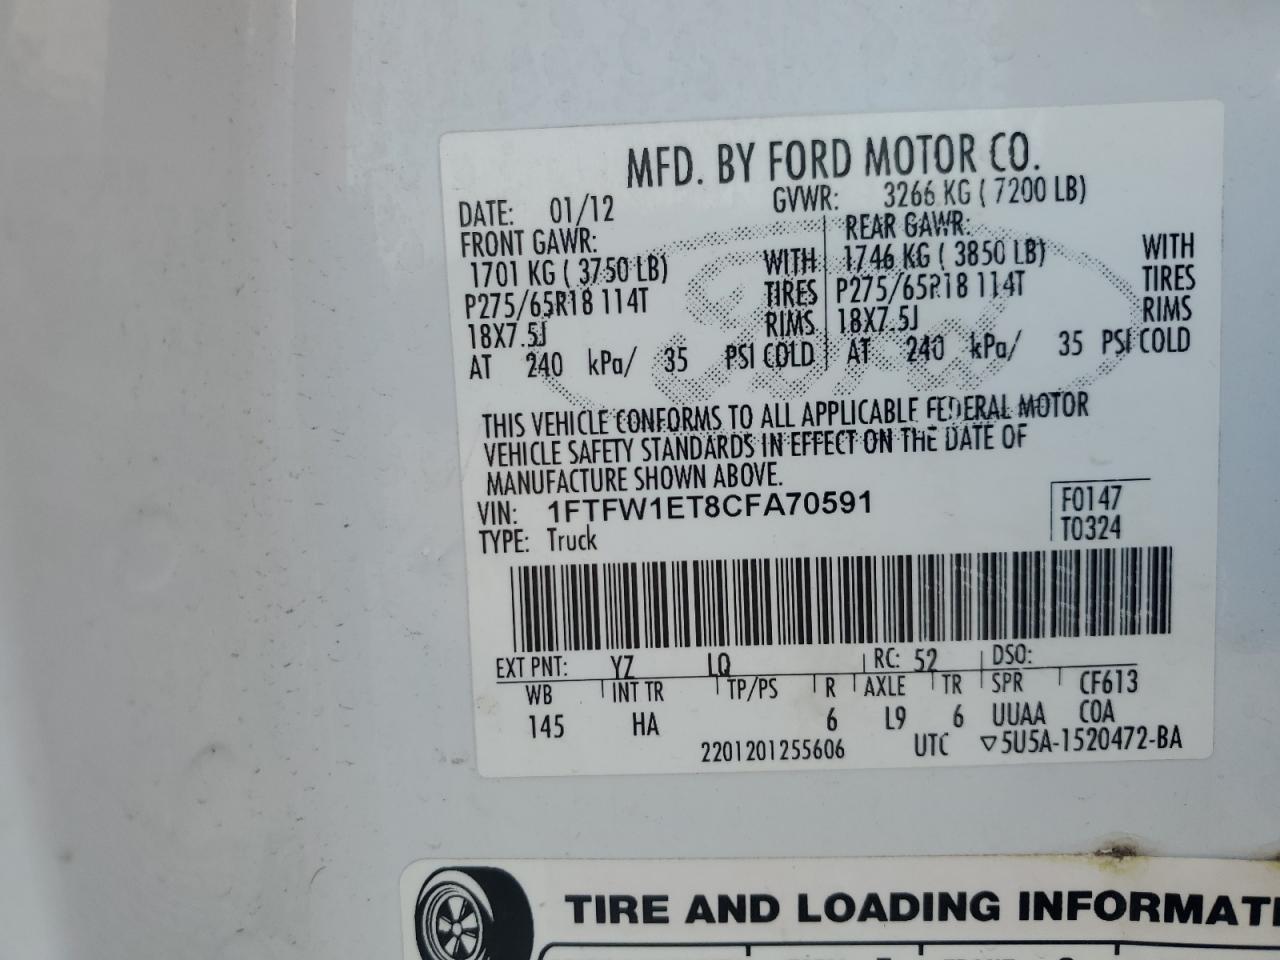 MFD. BY FORD MOTOR CO.
DATE: 01/12 GVWR: 3266 KG ( 7200 LB)
FRONT GAWR: REAR GAWR:
1701 KG ( 3750 LB) WITH 1746 KG ( 3850 LB) WITH
P275/65R18 114T TIRES P275/65R18 114T TIRES
18X7.5J RIMS 18X7.5J RIMS
AT 240 kPa/ 35 PSI COLD AT 240 kPa/ 35 PSI COLD
THIS VEHICLE CONFORMS TO ALL APPLICABLE FEDERAL MOTOR
VEHICLE SAFETY STANDARDS IN EFFECT ON THE DATE OF
MANUFACTURE SHOWN ABOVE.
VIN: 1FTFW1ET8CFA70591 F0147
TYPE: Truck T0324
EXT PNT: YZ LQ RC: 52 DSO:
WB INT TR TP/PS R AXLE TR SPR CF613
145 HA 6 L9 6 UUAA COA
2201201255606 UTC ▽5U5A-1520472-BA
TIRE AND LOADING INFORMATI